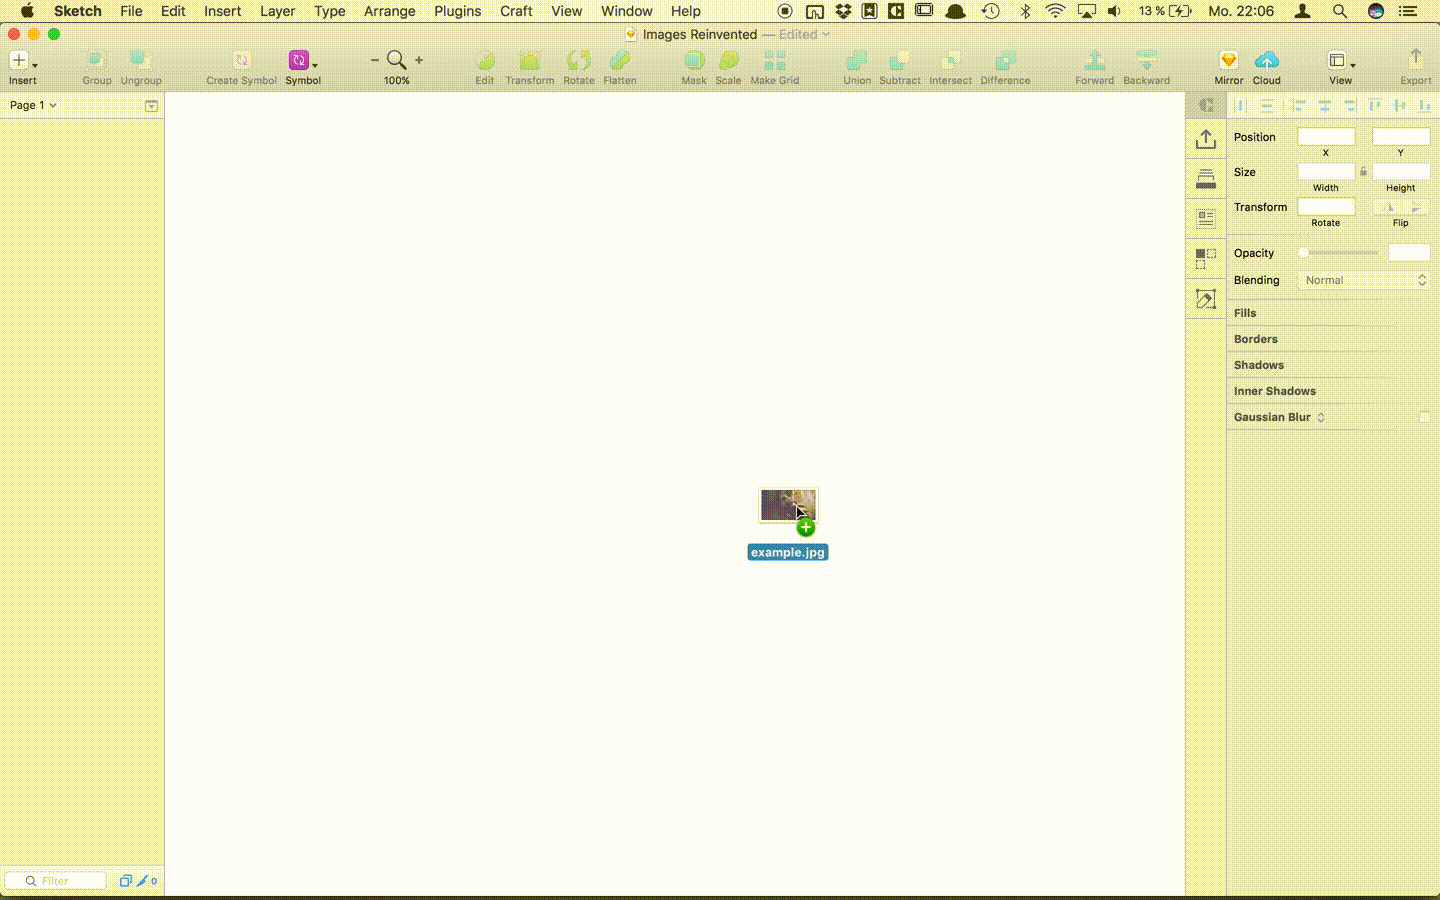 Sketch File Edit Insert Layer Type Arrange Plugins Craft View Window Help 13 % Mo. 22:06
Images Reinvented — Edited
Insert Group Ungroup Create Symbol Symbol 100% Edit Transform Rotate Flatten Mask Scale Make Grid Union Subtract Intersect Difference Forward Backward Mirror Cloud View Export
Page 1
Position
X Y
Size
Width Height
Transform
Rotate Flip
Opacity
Blending Normal
Fills
Borders
Shadows
Inner Shadows
Gaussian Blur
example.jpg
Filter 0